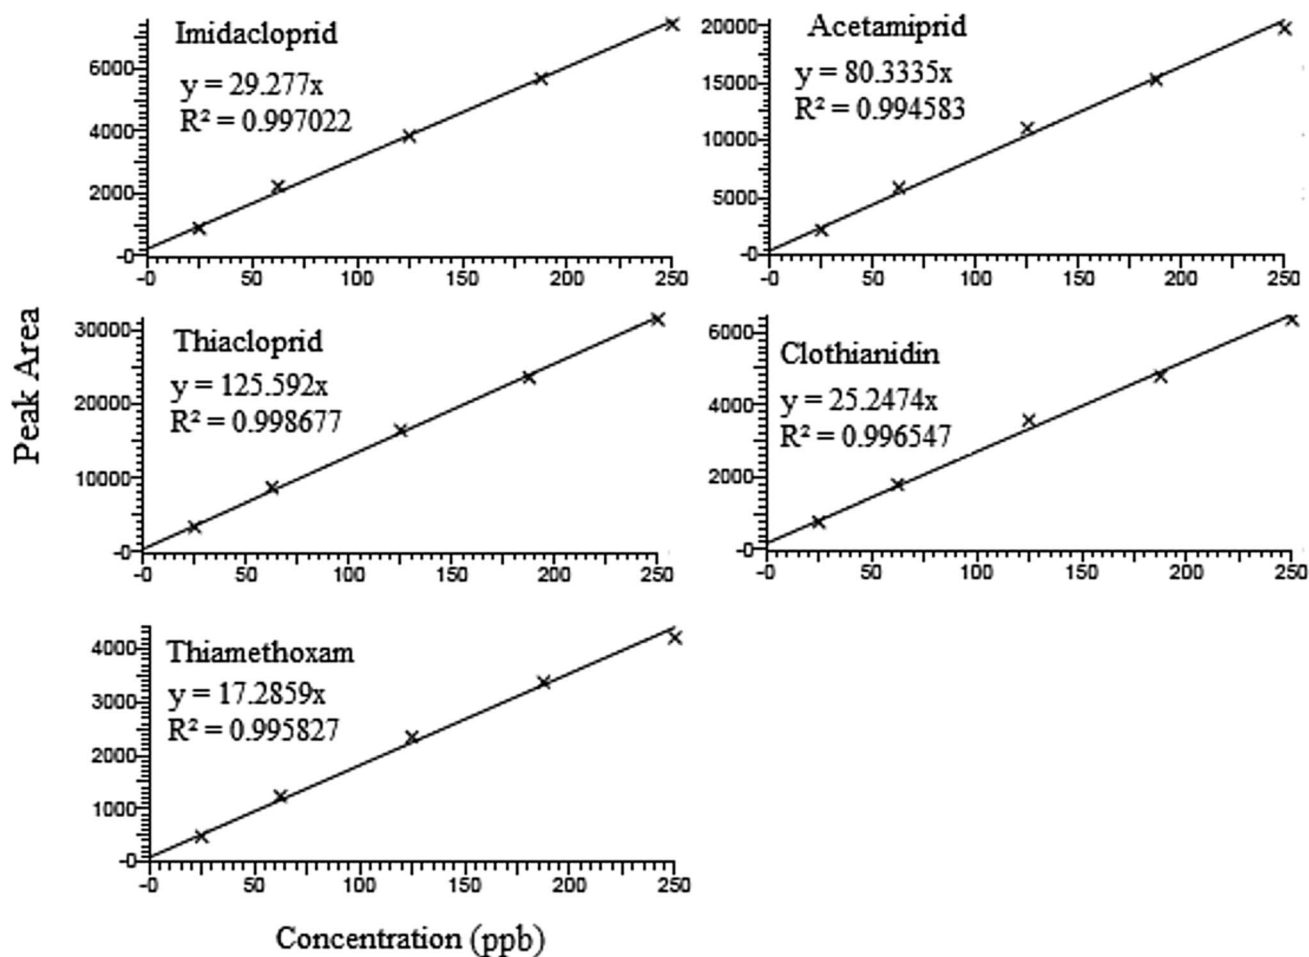 Imidacloprid
y = 29.277x
R² = 0.997022
6000
4000
2000
-0
-0 50 100 150 200 250
Acetamiprid
y = 80.3335x
R² = 0.994583
20000
15000
10000
5000
-0
-0 50 100 150 200 250
Peak Area
Thiacloprid
y = 125.592x
R² = 0.998677
30000
20000
10000
-0
-0 50 100 150 200 250
Clothianidin
y = 25.2474x
R² = 0.996547
6000
4000
2000
-0
-0 50 100 150 200 250
Thiamethoxam
y = 17.2859x
R² = 0.995827
4000
3000
2000
1000
-0
-0 50 100 150 200 250
Concentration (ppb)